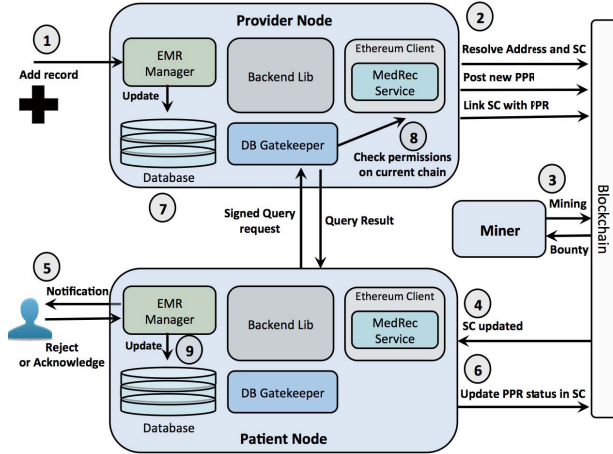 Provider Node
2
1
Add record
EMR
Manager
Update
Database
Backend Lib
DB Gatekeeper
Ethereum Client
MedRec
Service
8
Check permissions
on current chain
Resolve Address and SC
Post new PPR
Link SC with PPR
7
Signed Query
request
Query Result
3
Mining
Miner
Bounty
Blockchain
5
Notification
Reject
or Acknowledge
EMR
Manager
Update
9
Database
Backend Lib
DB Gatekeeper
Ethereum Client
MedRec
Service
4
SC updated
6
Update PPR status in SC
Patient Node